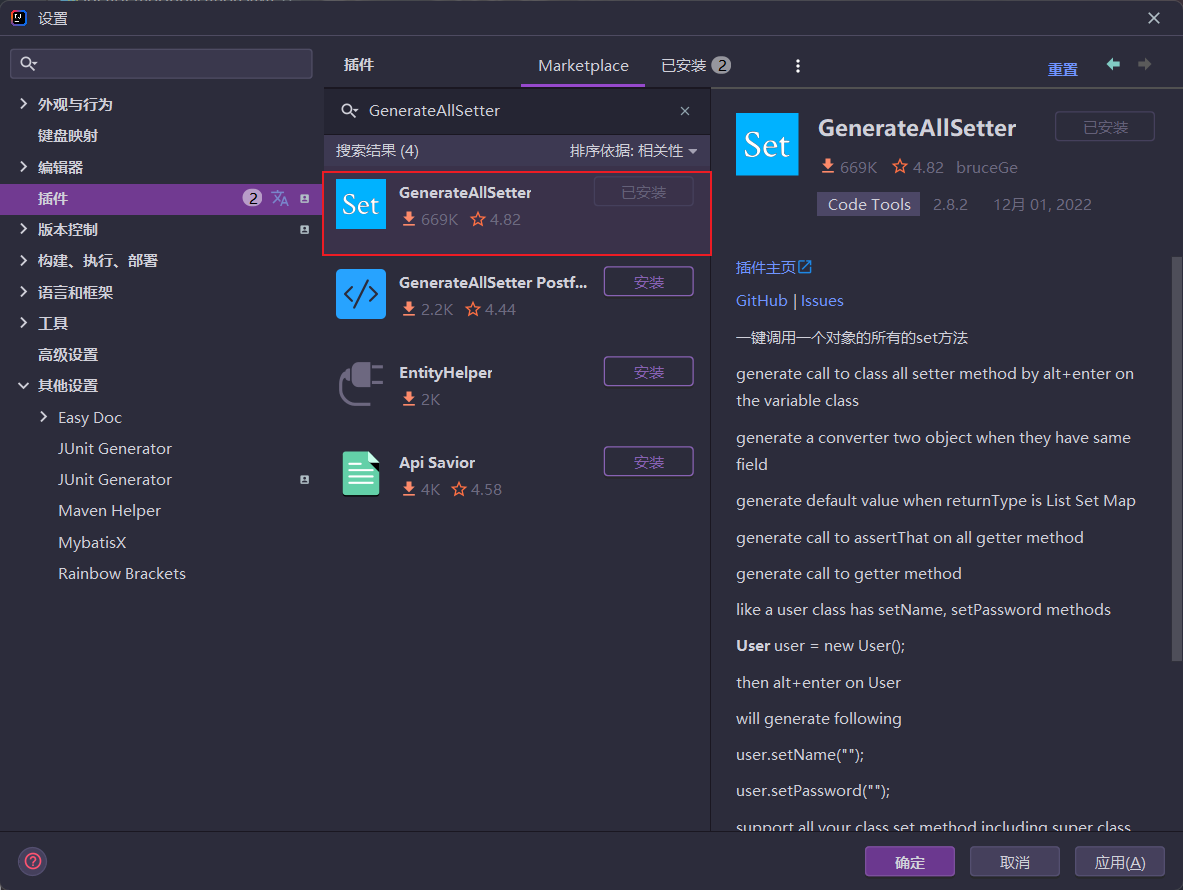 设置
插件
Marketplace
已安装 2
重置
外观与行为
键盘映射
编辑器
插件 2
版本控制
构建、执行、部署
语言和框架
工具
高级设置
其他设置
Easy Doc
JUnit Generator
JUnit Generator
Maven Helper
MybatisX
Rainbow Brackets
GenerateAllSetter
搜索结果 (4)
排序依据: 相关性
Set
GenerateAllSetter
已安装
669K 4.82
GenerateAllSetter Postf...
安装
2.2K 4.44
EntityHelper
安装
2K
Api Savior
安装
4K 4.58
Set
GenerateAllSetter
已安装
669K 4.82 bruceGe
Code Tools 2.8.2 12月 01, 2022
插件主页
GitHub | Issues
一键调用一个对象的所有的set方法
generate call to class all setter method by alt+enter on
the variable class
generate a converter two object when they have same
field
generate default value when returnType is List Set Map
generate call to assertThat on all getter method
generate call to getter method
like a user class has setName, setPassword methods
User user = new User();
then alt+enter on User
will generate following
user.setName("");
user.setPassword("");
support all your class set method including super class
确定
取消
应用(A)